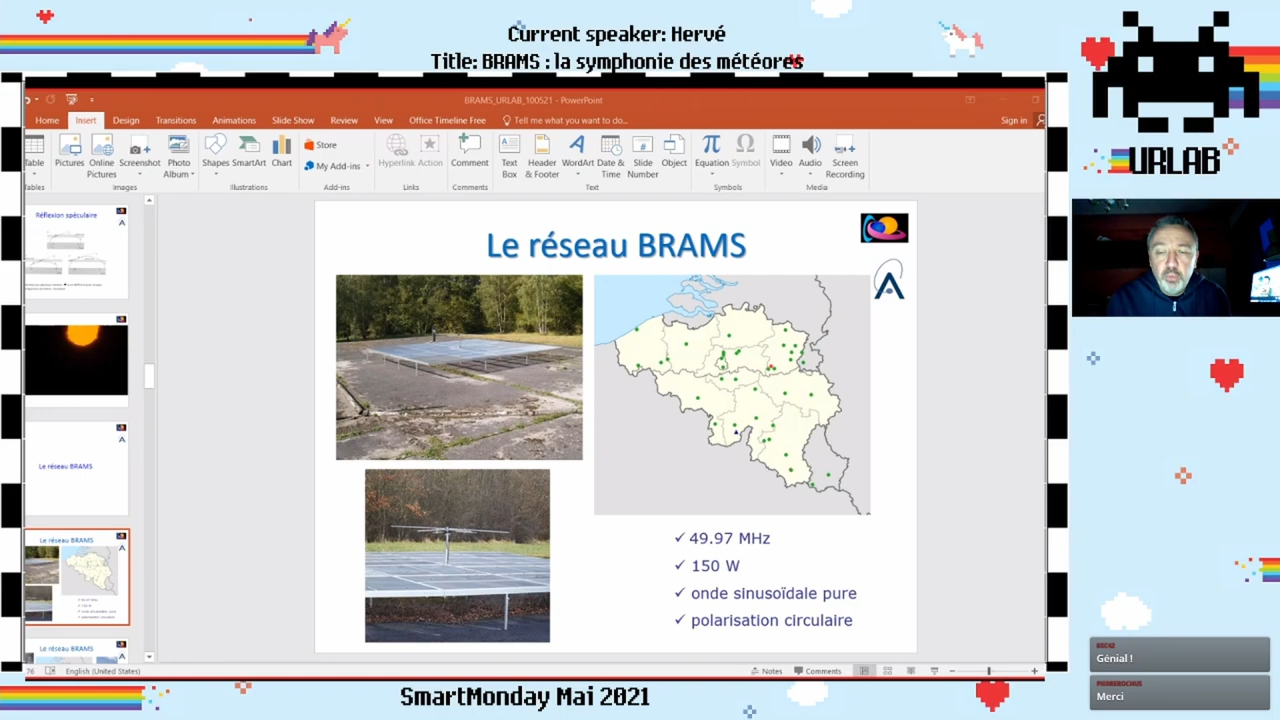 Current speaker: Hervé
Title: BRAMS : la symphonie des météores
BRAMS_URLAB_100521 - PowerPoint
Home Insert Design Transitions Animations Slide Show Review View Office Timeline Free Tell me what you want to do... Sign in
Table Pictures Online Pictures Screenshot Photo Album Shapes SmartArt Chart Store My Add-ins Hyperlink Action Comment Text Box Header & Footer WordArt Date & Time Slide Number Object Equation Symbol Video Audio Screen Recording
Tables Images Illustrations Add-ins Links Comments Text Symbols Media
URLAB
Réflexion spéculaire
Le réseau BRAMS
Le réseau BRAMS
Le réseau BRAMS
Le réseau BRAMS
49.97 MHz
150 W
onde sinusoïdale pure
polarisation circulaire
76 English (United States) Notes Comments
Génial !
PIERREROCHUS
Merci
SmartMonday Mai 2021